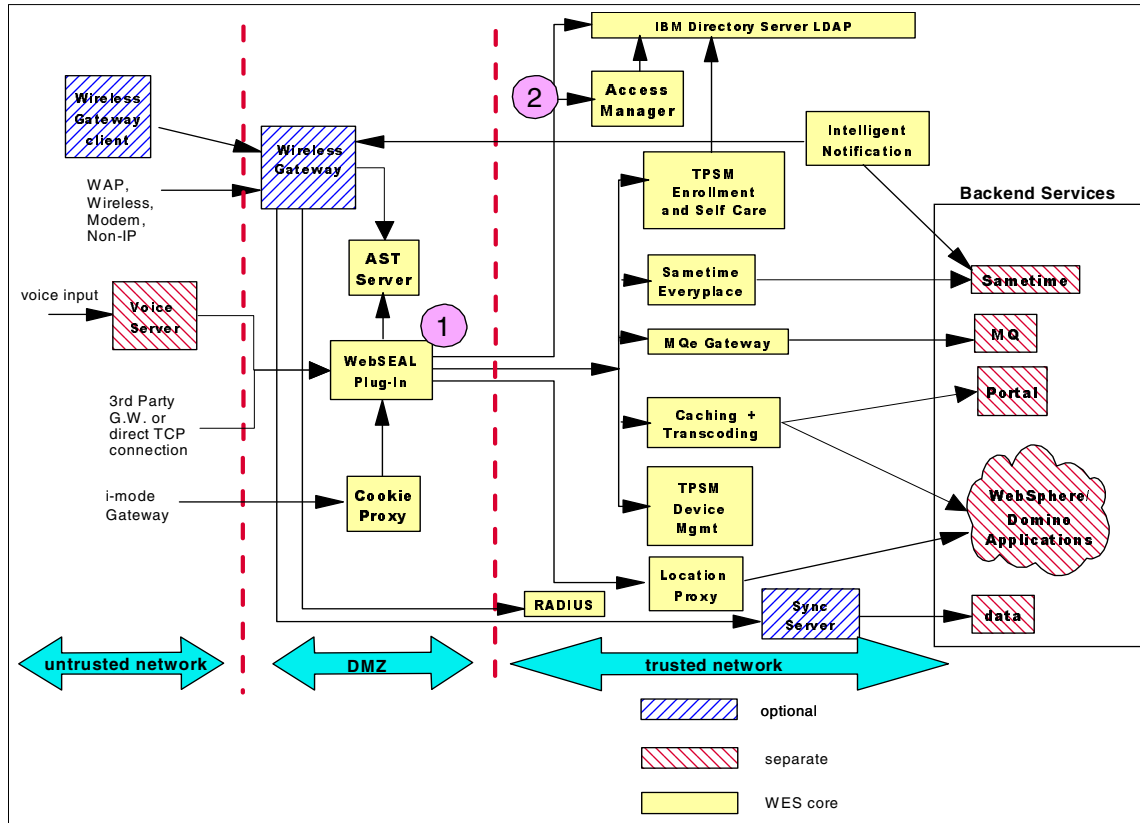 IBM Directory Server LDAP
2
Access
Manager
Wireless
Gateway
client
Wireless
Gateway
Intelligent
Notification
TPSM
Enrollment
and Self Care
WAP,
Wireless,
Modem,
Non-IP
Backend Services
AST
Server
Sametime
Everyplace
Sametime
voice input
Voice
Server
1
WebSEAL
Plug-In
MQe Gateway
MQ
Portal
3rd Party
G.W. or
direct TCP
connection
Caching +
Transcoding
i-mode
Gateway
Cookie
Proxy
TPSM
Device
Mgmt
WebSphere/
Domino
Applications
Location
Proxy
RADIUS
Sync
Server
data
untrusted network
DMZ
trusted network
optional
separate
WES core